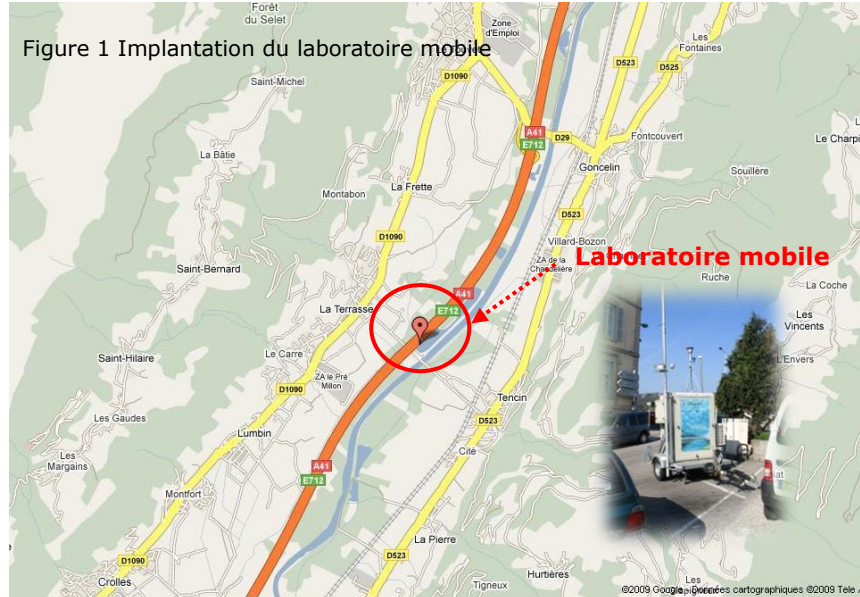 Forêt
du Selet
Zone
d'Emploi
Les
Fontaines
Figure 1 Implantation du laboratoire mobile
D1090
D523
D525
Saint-Michel
A41
E712
D29
Fontcouvert
Le Charpi
La Bâtie
Goncelin
Souillère
Montabon
La Frette
D523
D1090
Villard-Bozon
ZA de la
Chandelière
Laboratoire mobile
Saint-Bernard
Ruche
La Coche
A41
E712
La Terrasse
Les
Vincents
Saint-Hilaire
Le Carre
L'Envers
ZA le Pré
Millon
D1090
Tencin
Les Gaudes
D523
Lumbin
Cité
Les
Margains
A41
E712
Montfort
La Pierre
D523
D1090
Hurtières
Crolles
Tigneux
Les
©2009 Google - Données cartographiques ©2009 Tele